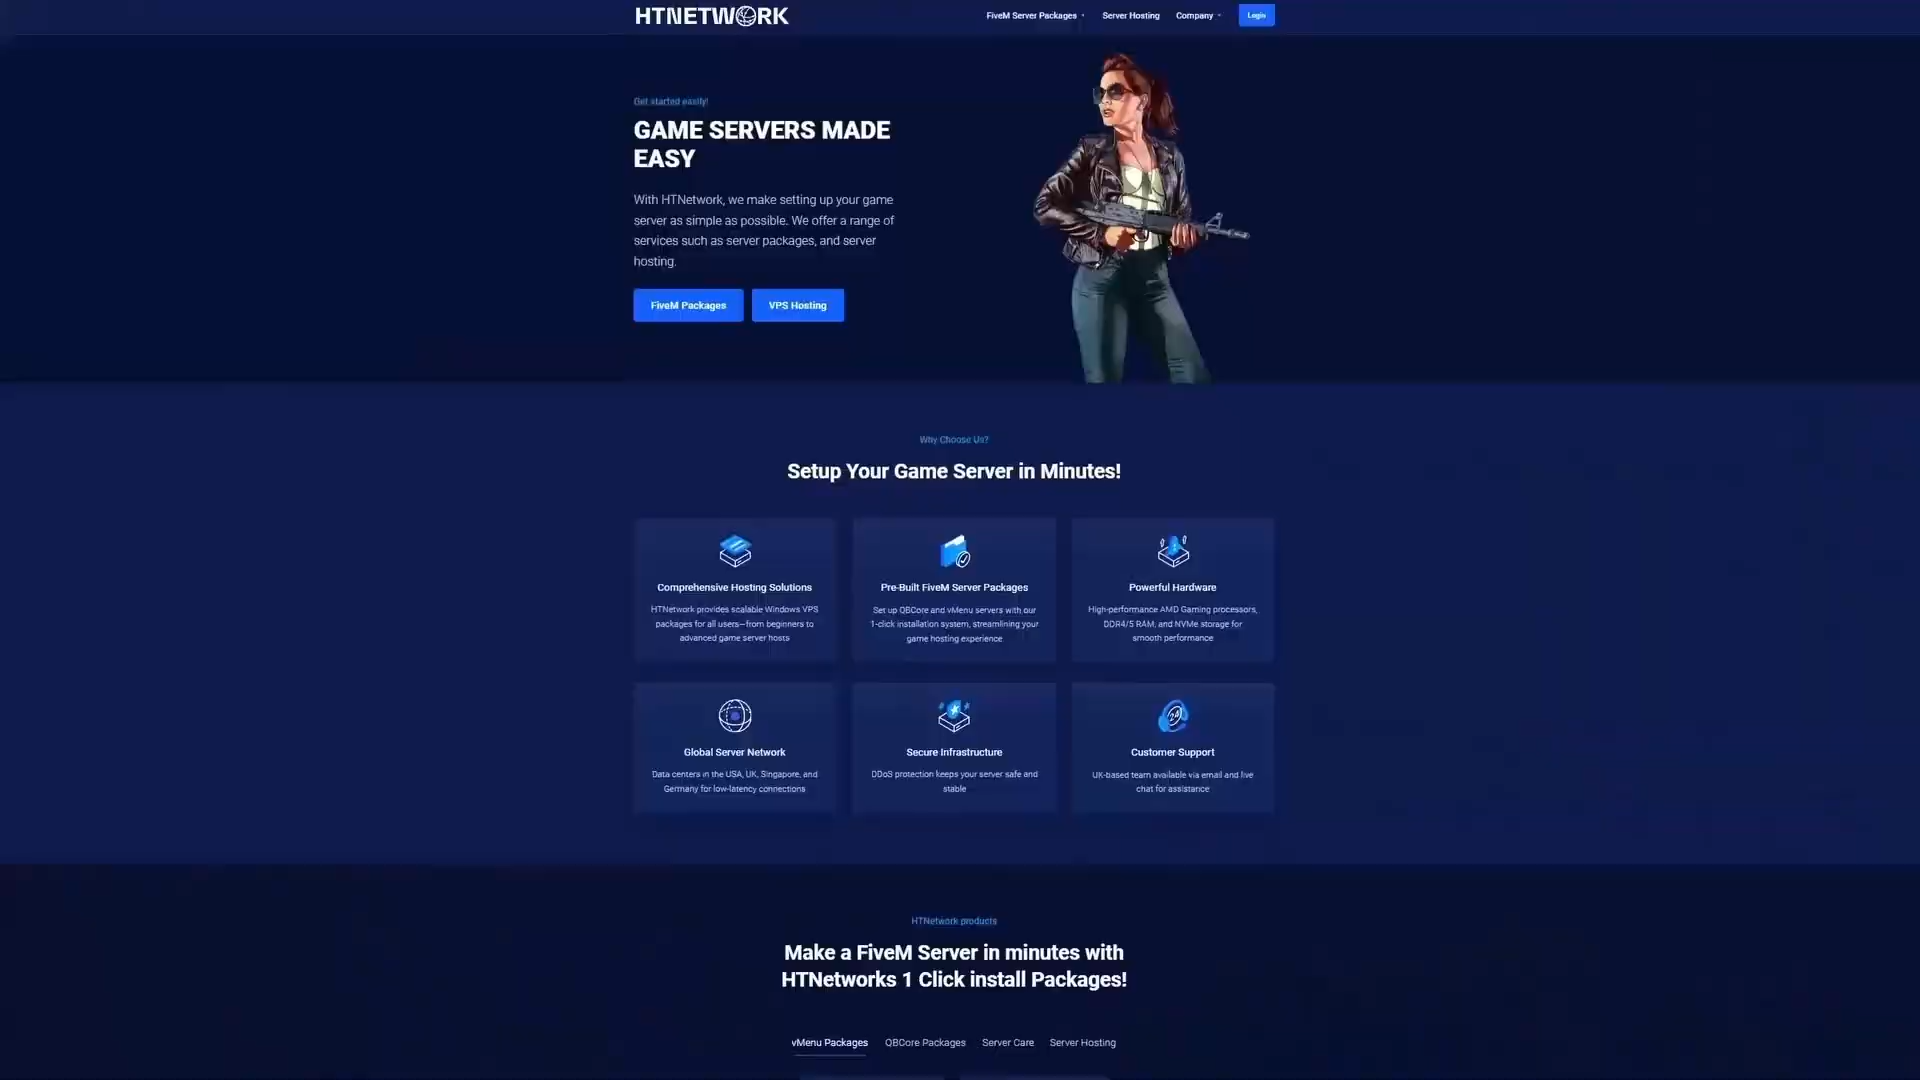 HTNETWORK
FiveM Server Packages
Server Hosting
Company
Login
Get started easily!
GAME SERVERS MADE
EASY
With HTNetwork, we make setting up your game
server as simple as possible. We offer a range of
services such as server packages, and server
hosting.
FiveM Packages
VPS Hosting
Why Choose Us?
Setup Your Game Server in Minutes!
Comprehensive Hosting Solutions
HTNetwork provides scalable Windows VPS
packages for all users—from beginners to
advanced game server hosts
Pre-Built FiveM Server Packages
Set up QBCore and vMenu servers with our
1-click installation system, streamlining your
game hosting experience
Powerful Hardware
High-performance AMD Gaming processors,
DDR4/5 RAM, and NVMe storage for
smooth performance
Global Server Network
Data centers in the USA, UK, Singapore, and
Germany for low-latency connections
Secure Infrastructure
DDoS protection keeps your server safe and
stable
24
Customer Support
UK-based team available via email and live
chat for assistance
HTNetwork products
Make a FiveM Server in minutes with
HTNetworks 1 Click install Packages!
vMenu Packages
QBCore Packages
Server Care
Server Hosting